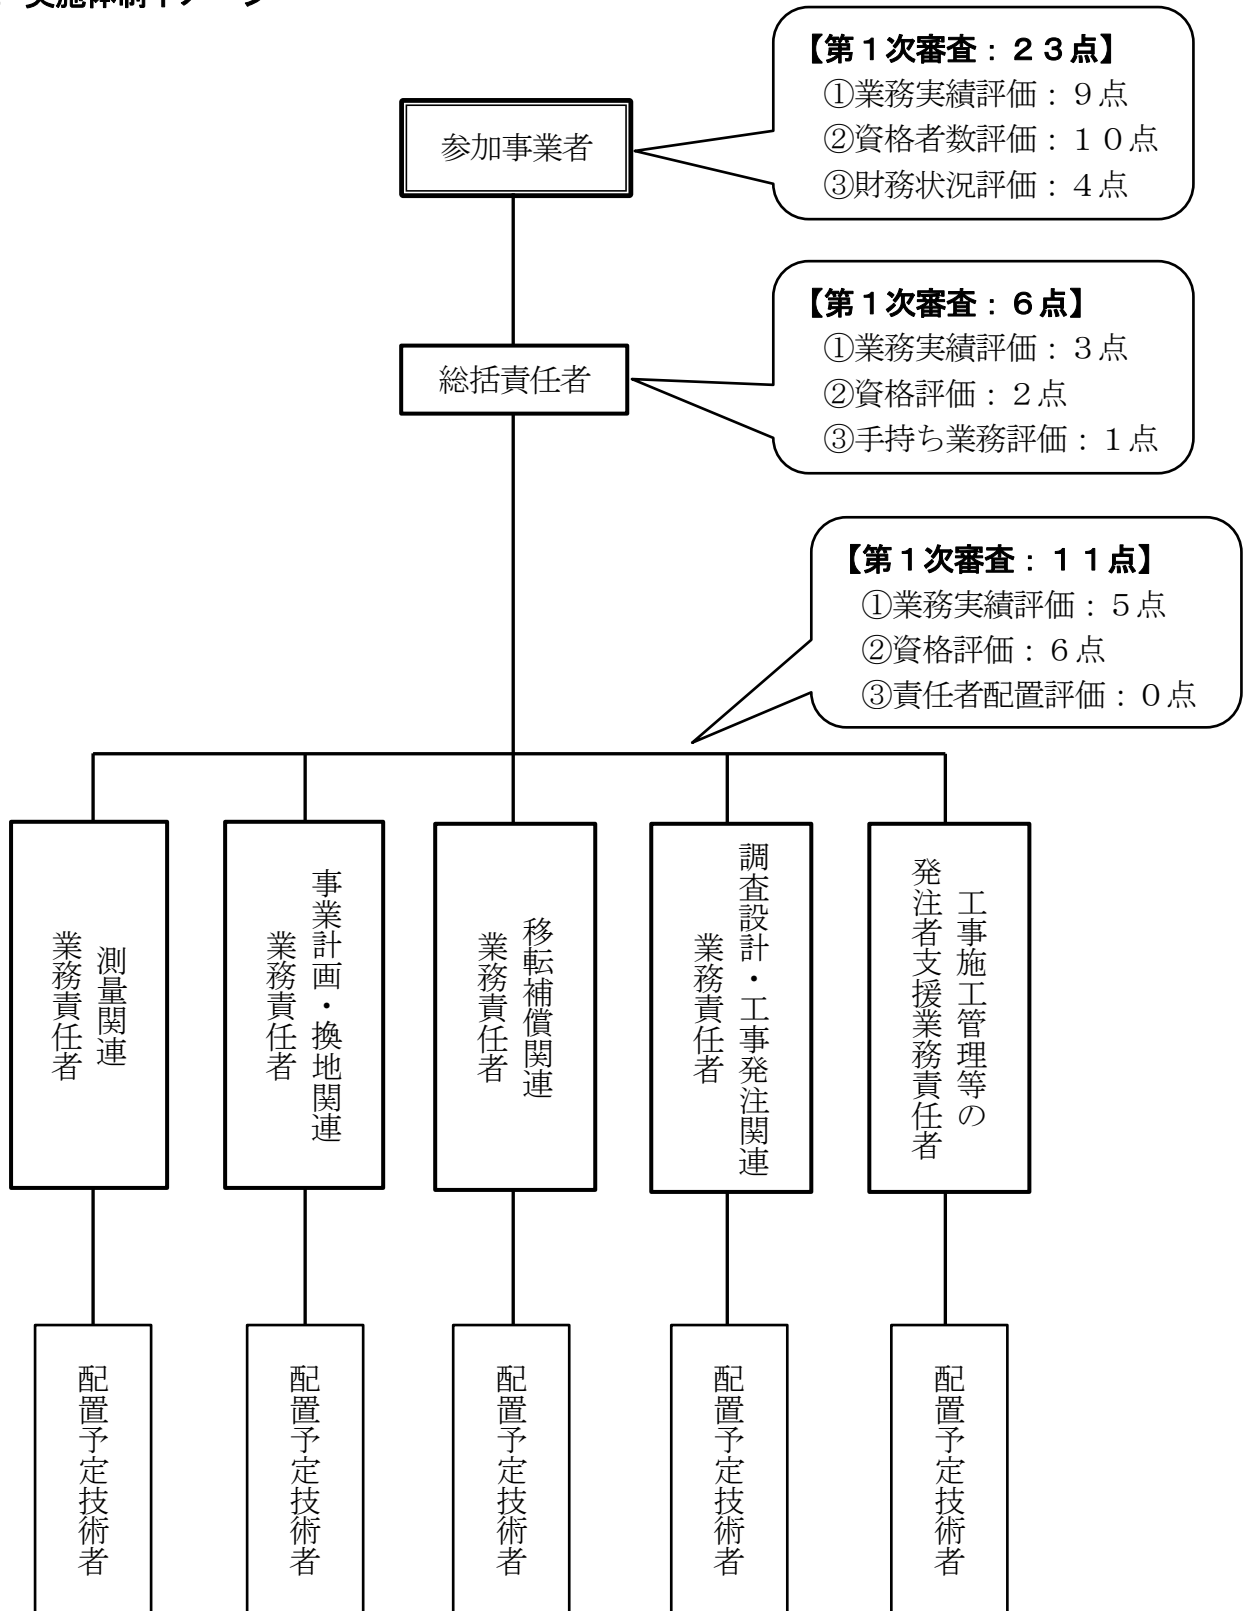 実施体制イメージ
【第１次審査：２３点】
①業務実績評価：９点
②資格者数評価：１０点
③財務状況評価：４点
参加事業者
【第１次審査：６点】
①業務実績評価：３点
②資格評価：２点
③手持ち業務評価：１点
総括責任者
【第１次審査：１１点】
①業務実績評価：５点
②資格評価：６点
③責任者配置評価：０点
測量関連
業務責任者
事業計画・換地関連
業務責任者
移転補償関連
業務責任者
調査設計・工事発注関連
業務責任者
工事施工管理等の
発注者支援業務責任者
配置予定技術者
配置予定技術者
配置予定技術者
配置予定技術者
配置予定技術者